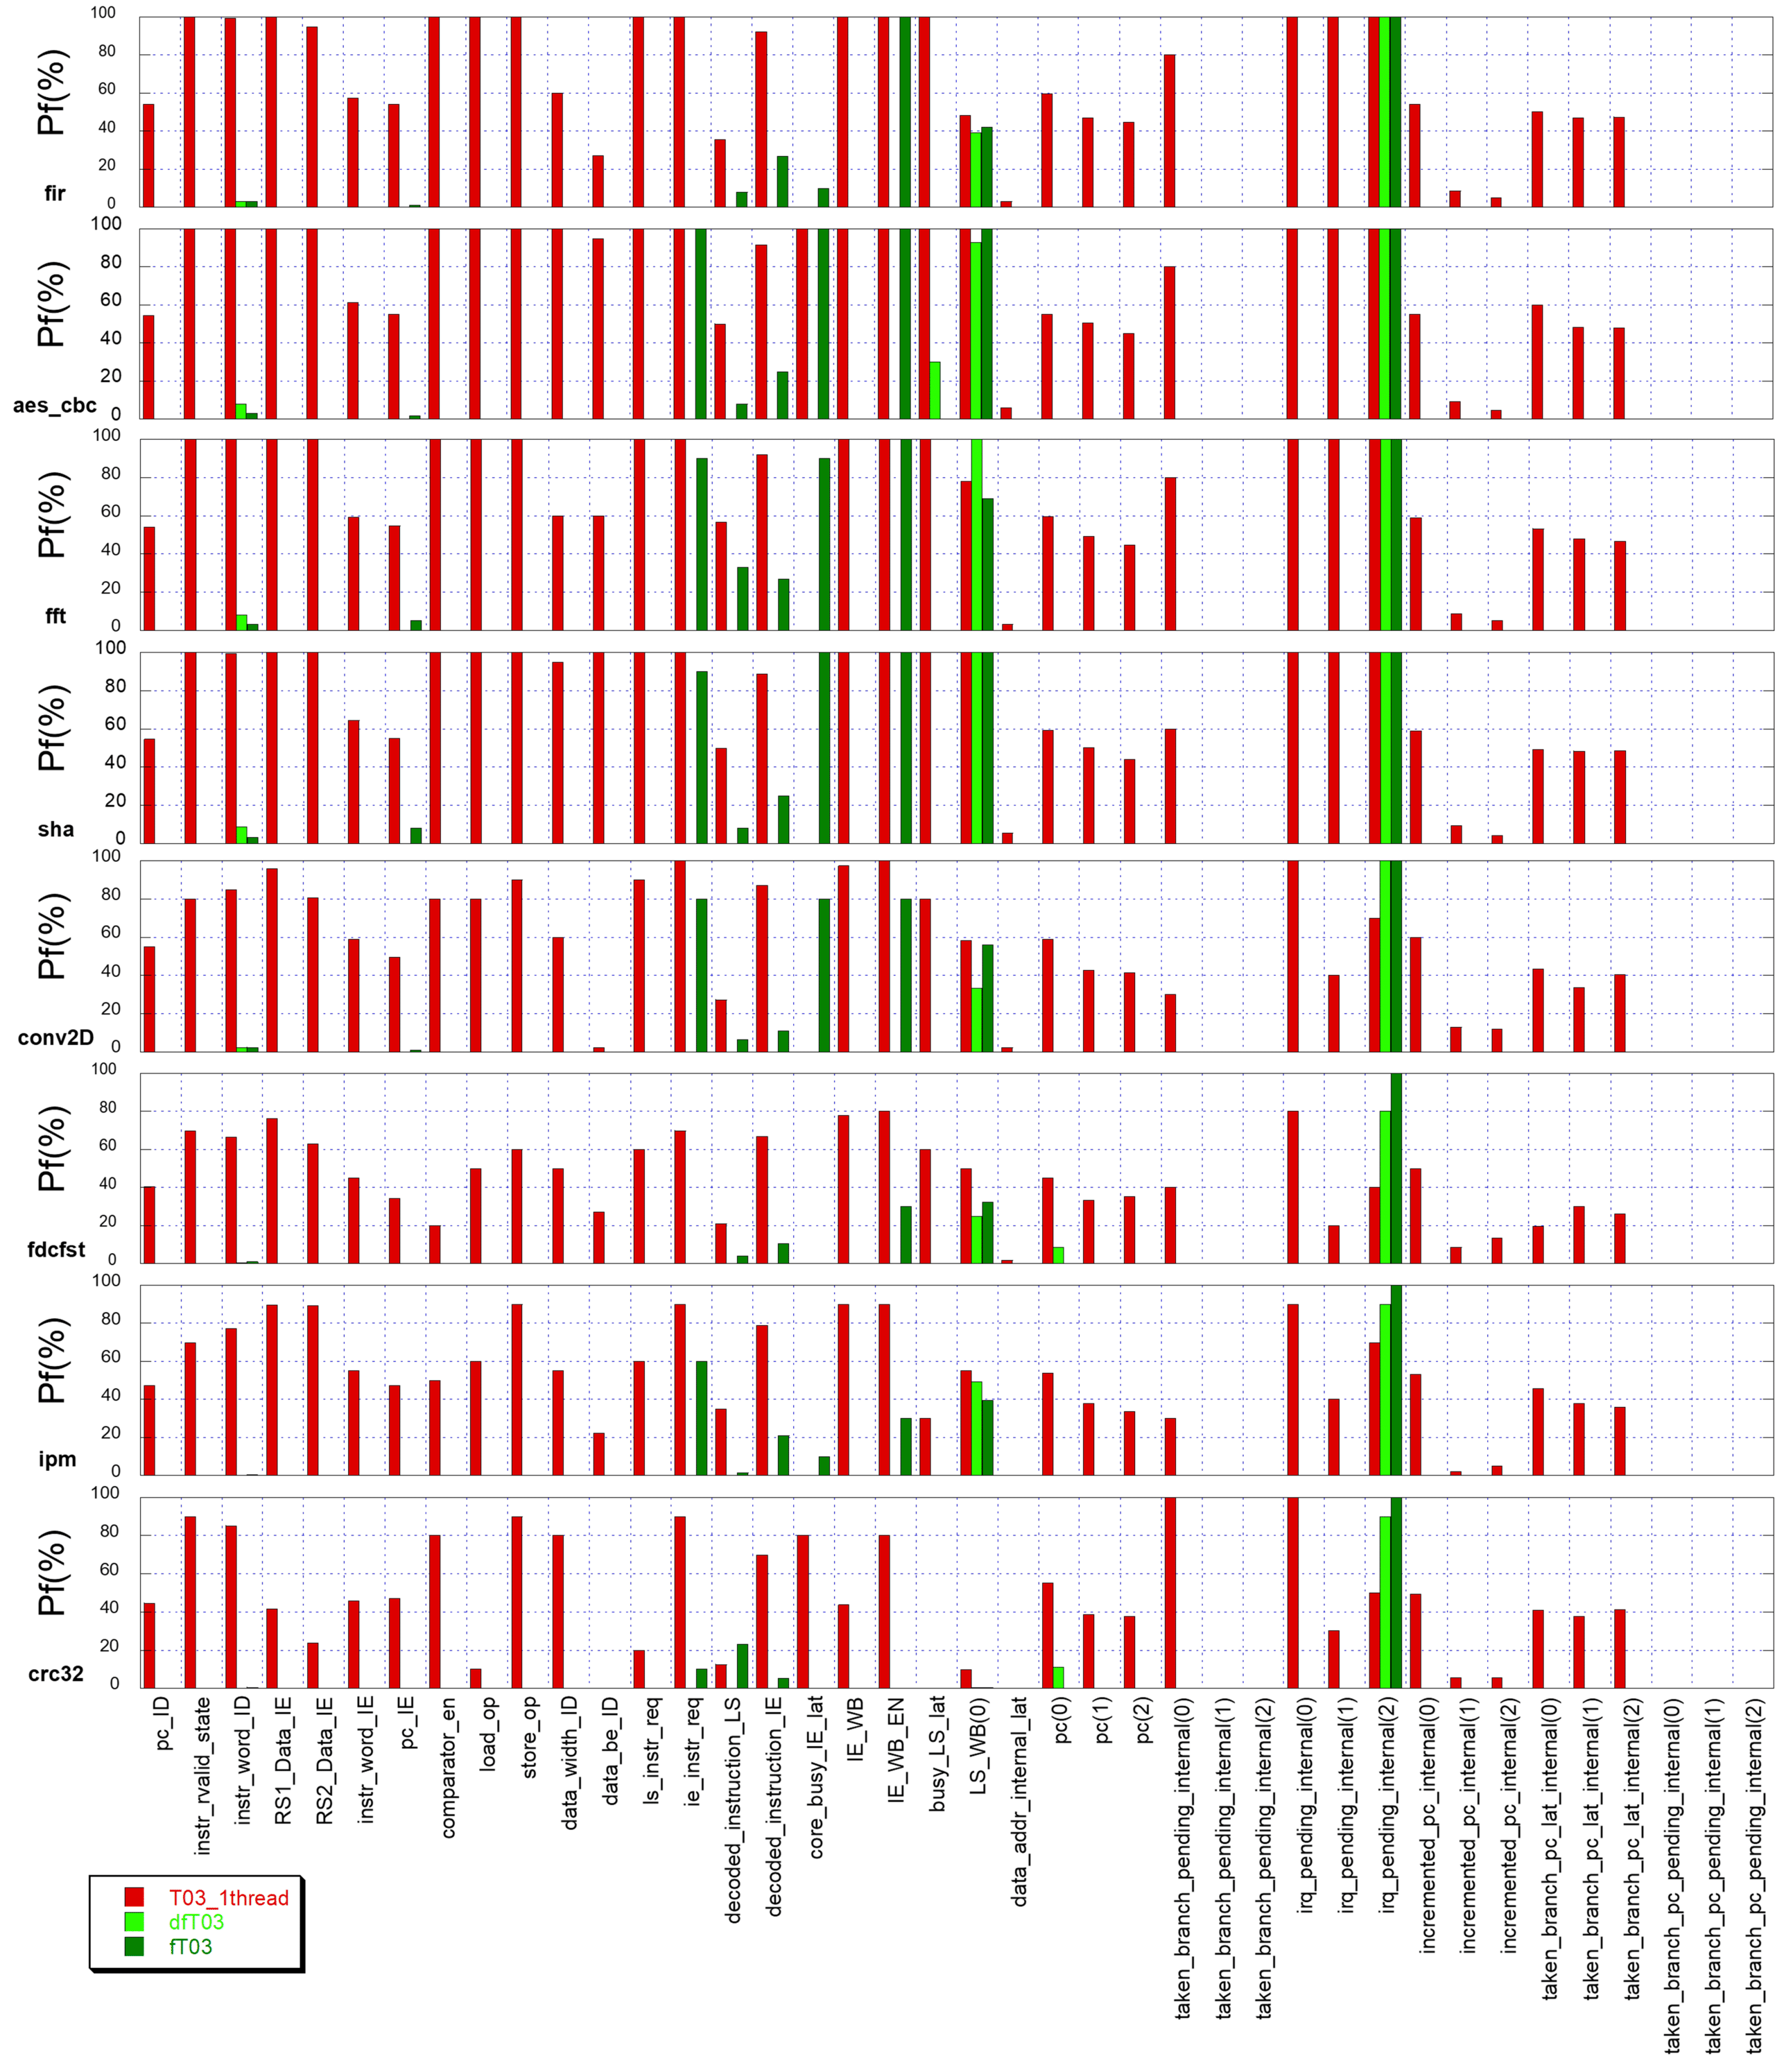 100
80
60
40
20
0
Pf(%)
fir
100
80
60
40
20
0
Pf(%)
aes_cbc
100
80
60
40
20
0
Pf(%)
fft
100
80
60
40
20
0
Pf(%)
sha
100
80
60
40
20
0
Pf(%)
conv2D
100
80
60
40
20
0
Pf(%)
fdcfst
100
80
60
40
20
0
Pf(%)
ipm
100
80
60
40
20
0
Pf(%)
crc32
pc_ID
instr_rvalid_state
instr_word_ID
RS1_Data_IE
RS2_Data_IE
instr_word_IE
pc_IE
comparator_en
load_op
store_op
data_width_ID
data_be_ID
ls_instr_req
ie_instr_req
decoded_instruction_LS
decoded_instruction_IE
core_busy_IE_lat
IE_WB
IE_WB_EN
busy_LS_lat
LS_WB(0)
data_addr_internal_lat
pc(0)
pc(1)
pc(2)
taken_branch_pending_internal(0)
taken_branch_pending_internal(1)
taken_branch_pending_internal(2)
irq_pending_internal(0)
irq_pending_internal(1)
irq_pending_internal(2)
incremented_pc_internal(0)
incremented_pc_internal(1)
incremented_pc_internal(2)
taken_branch_pc_lat_internal(0)
taken_branch_pc_lat_internal(1)
taken_branch_pc_lat_internal(2)
taken_branch_pc_pending_internal(0)
taken_branch_pc_pending_internal(1)
taken_branch_pc_pending_internal(2)
T03_1thread
dfT03
fT03